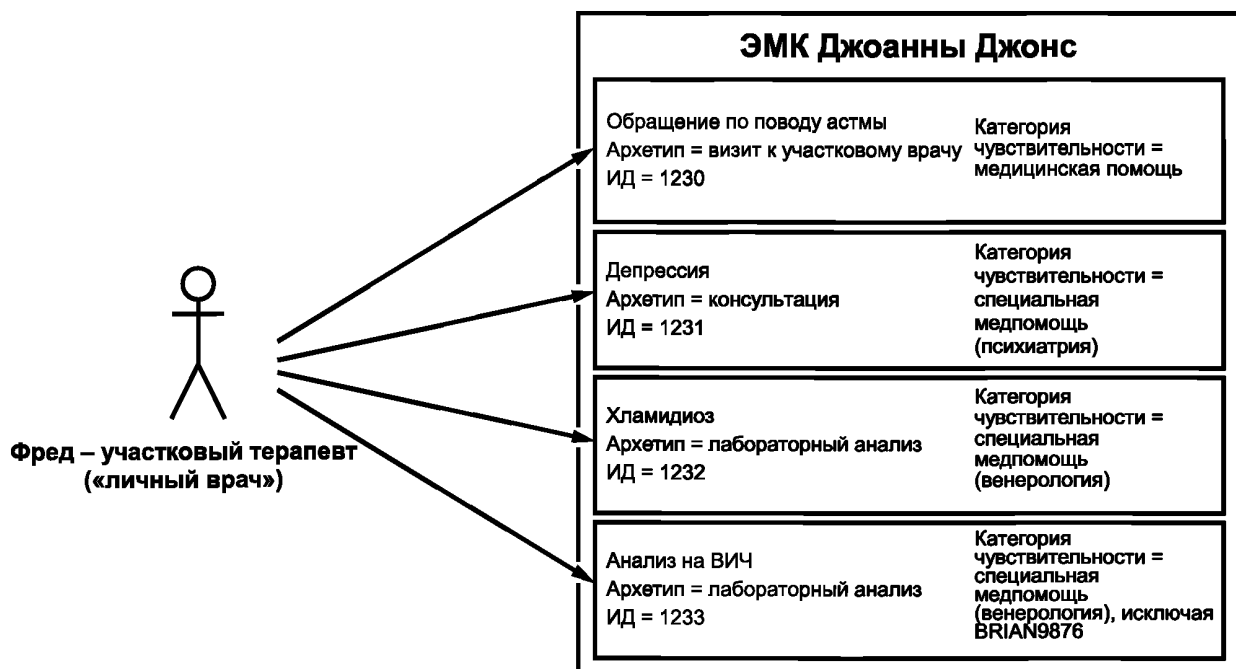 ЭМК Джоанны Джонс
Обращение по поводу астмы
Архетип = визит к участковому врачу
ИД = 1230
Категория
чувствительности =
медицинская помощь
Депрессия
Архетип = консультация
ИД = 1231
Категория
чувствительности =
специальная
медпомощь
(психиатрия)
Хламидиоз
Архетип = лабораторный анализ
ИД = 1232
Категория
чувствительности =
специальная
медпомощь
(венерология)
Анализ на ВИЧ
Архетип = лабораторный анализ
ИД = 1233
Категория
чувствительности =
специальная
медпомощь
(венерология), исключая
BRIAN9876
Фред – участковый терапевт
(«личный врач»)